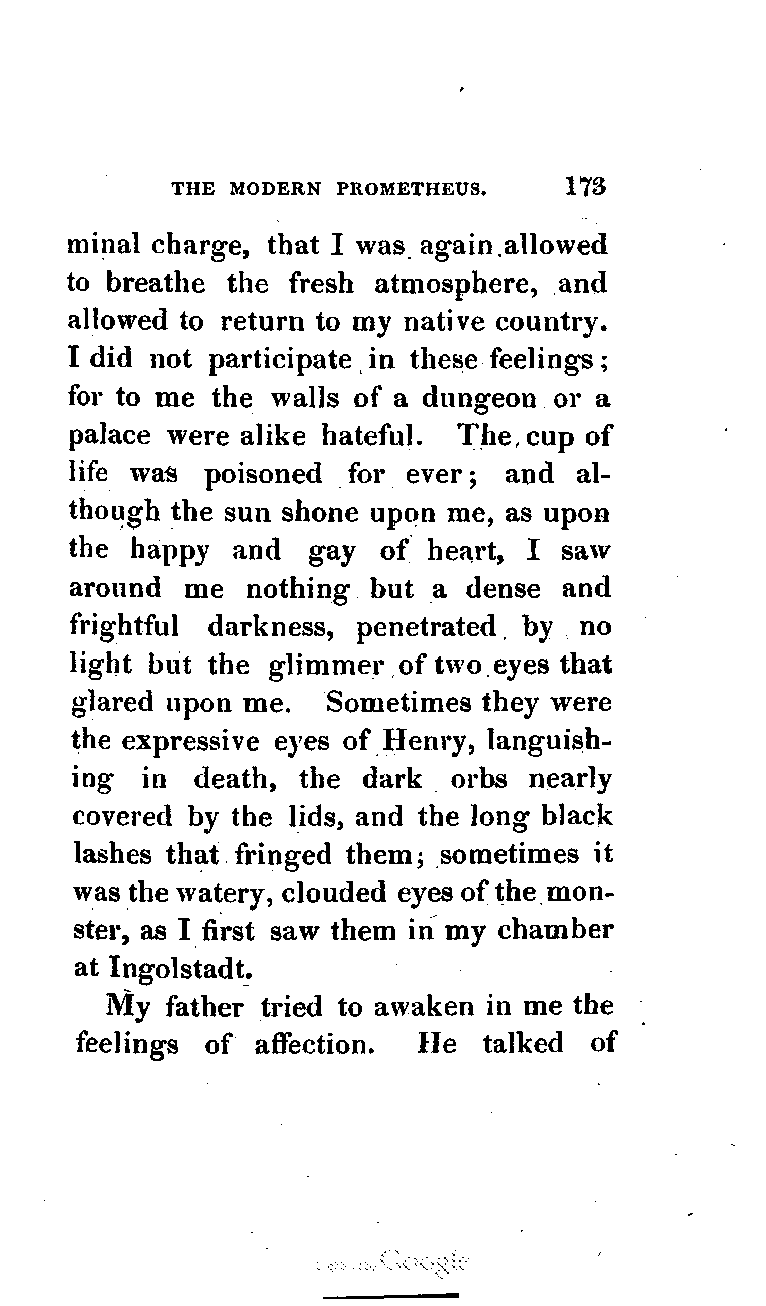 THE MODERN PROMETHEUS. 173
minal charge, that I was again allowed
to breathe the fresh atmosphere, and
allowed to return to my native country.
I did not participate in these feelings;
for to me the walls of a dungeon or a
palace were alike hateful. The cup of
life was poisoned for ever; and al-
though the sun shone upon me, as upon
the happy and gay of heart, I saw
around me nothing but a dense and
frightful darkness, penetrated by no
light but the glimmer of two eyes that
glared upon me. Sometimes they were
the expressive eyes of Henry, languish-
ing in death, the dark orbs nearly
covered by the lids, and the long black
lashes that fringed them; sometimes it
was the watery, clouded eyes of the mon-
ster, as I first saw them in my chamber
at Ingolstadt.
My father tried to awaken in me the
feelings of affection. He talked of
Google